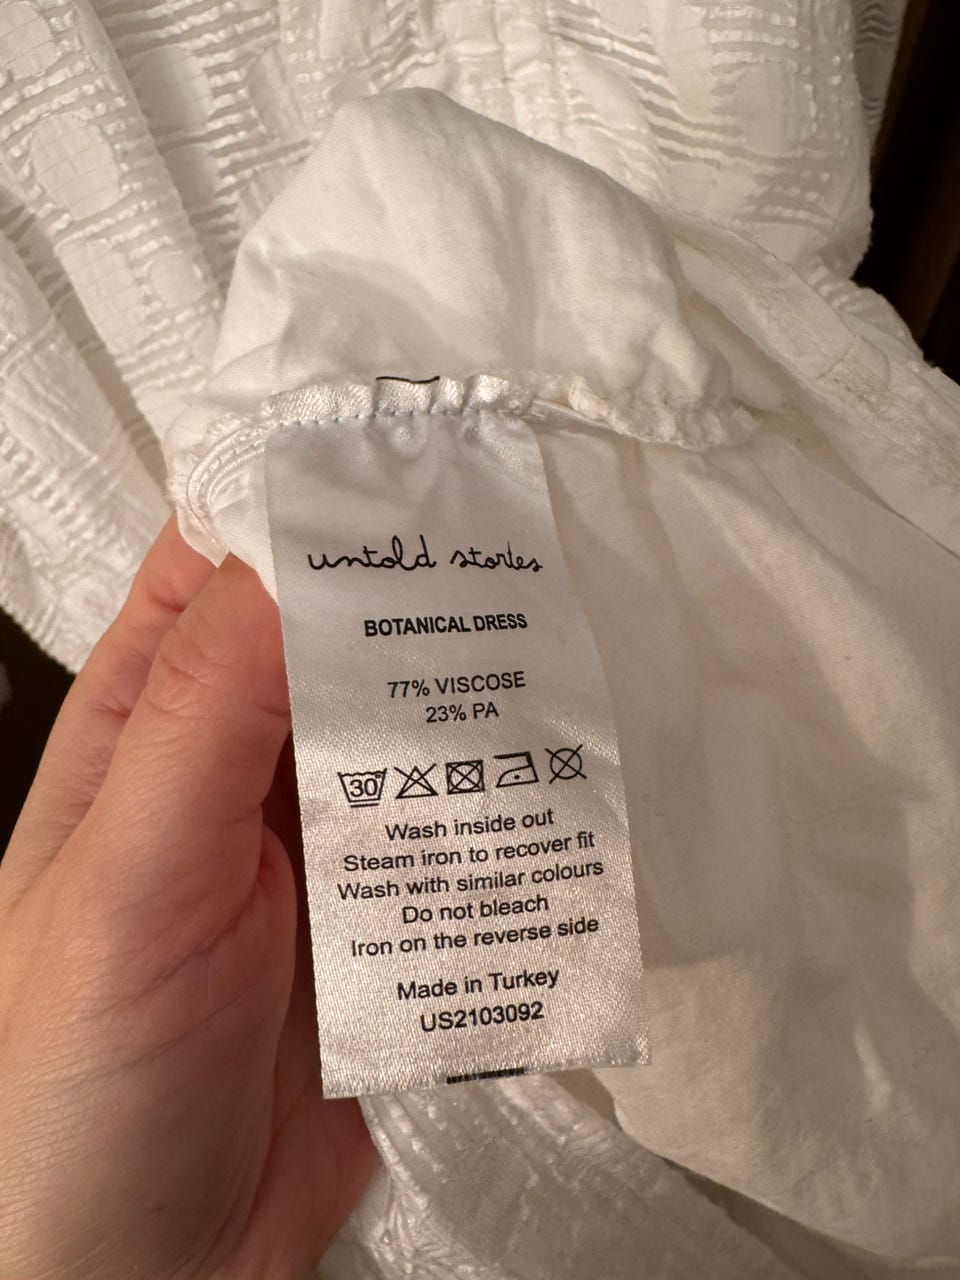 untold stories
BOTANICAL DRESS
77% VISCOSE
23% PA
30
Wash inside out
Steam iron to recover fit
Wash with similar colours
Do not bleach
Iron on the reverse side
Made in Turkey
US2103092